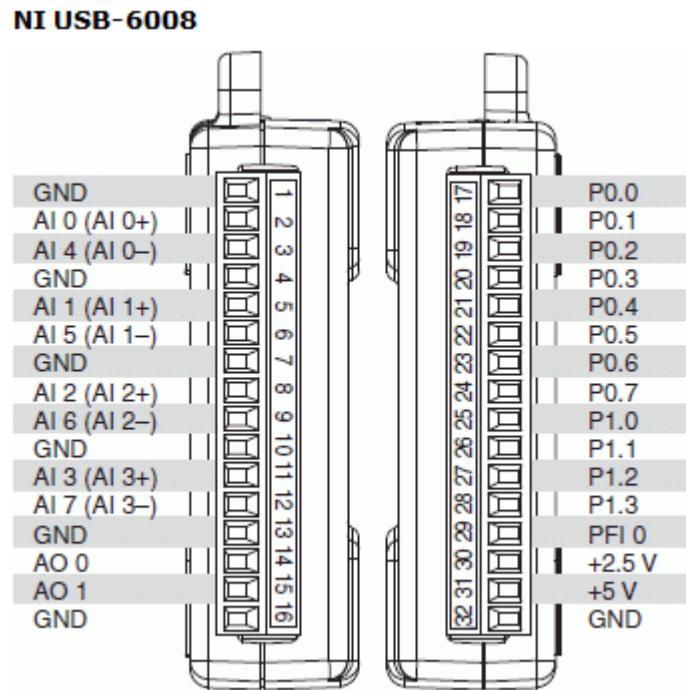 NI USB-6008
GND 1 17 P0.0
AI 0 (AI 0+) 2 18 P0.1
AI 4 (AI 0–) 3 19 P0.2
GND 4 20 P0.3
AI 1 (AI 1+) 5 21 P0.4
AI 5 (AI 1–) 6 22 P0.5
GND 7 23 P0.6
AI 2 (AI 2+) 8 24 P0.7
AI 6 (AI 2–) 9 25 P1.0
GND 10 26 P1.1
AI 3 (AI 3+) 11 27 P1.2
AI 7 (AI 3–) 12 28 P1.3
GND 13 29 PFI 0
AO 0 14 30 +2.5 V
AO 1 15 31 +5 V
GND 16 32 GND